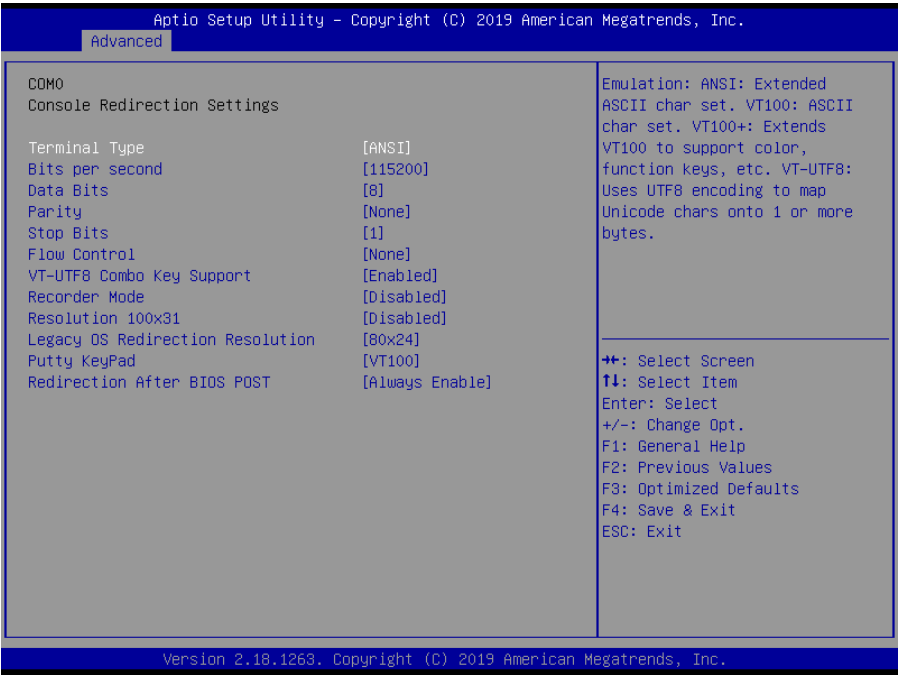 Aptio Setup Utility – Copyright (C) 2019 American Megatrends, Inc.
Advanced
COM0
Console Redirection Settings
Terminal Type [ANSI]
Bits per second [115200]
Data Bits [8]
Parity [None]
Stop Bits [1]
Flow Control [None]
VT-UTF8 Combo Key Support [Enabled]
Recorder Mode [Disabled]
Resolution 100x31 [Disabled]
Legacy OS Redirection Resolution [80x24]
Putty KeyPad [VT100]
Redirection After BIOS POST [Always Enable]
Emulation: ANSI: Extended
ASCII char set. VT100: ASCII
char set. VT100+: Extends
VT100 to support color,
function keys, etc. VT-UTF8:
Uses UTF8 encoding to map
Unicode chars onto 1 or more
bytes.
→←: Select Screen
↑↓: Select Item
Enter: Select
+/-: Change Opt.
F1: General Help
F2: Previous Values
F3: Optimized Defaults
F4: Save & Exit
ESC: Exit
Version 2.18.1263. Copyright (C) 2019 American Megatrends, Inc.